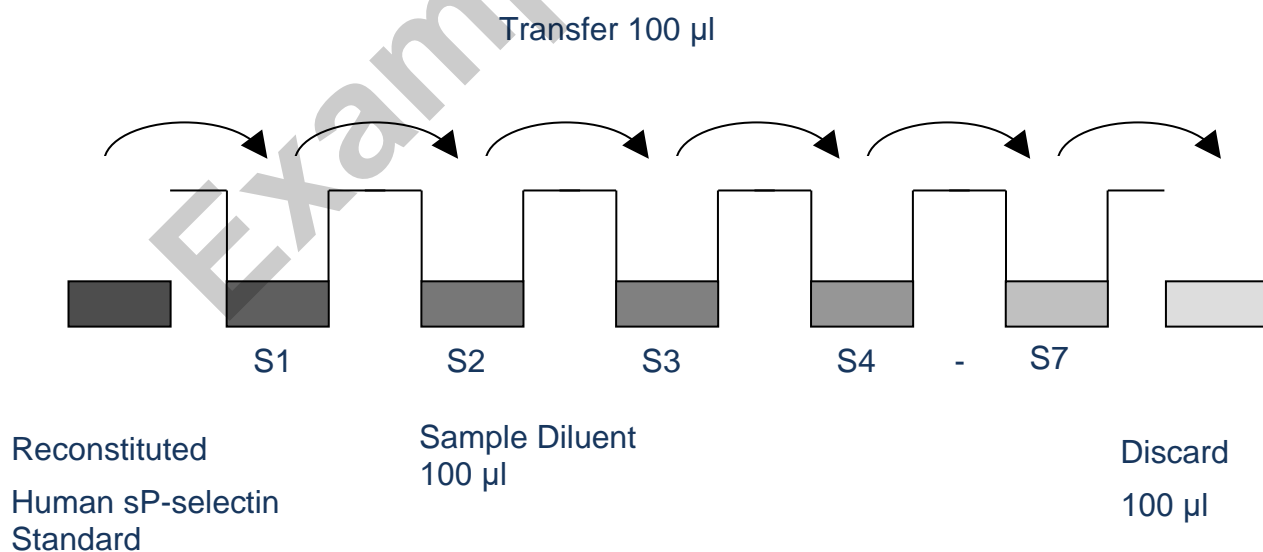 Transfer 100 µl
Exam
S1
S2
S3
S4
-
S7
Reconstituted
Human sP-selectin
Standard
Sample Diluent
100 µl
Discard
100 µl